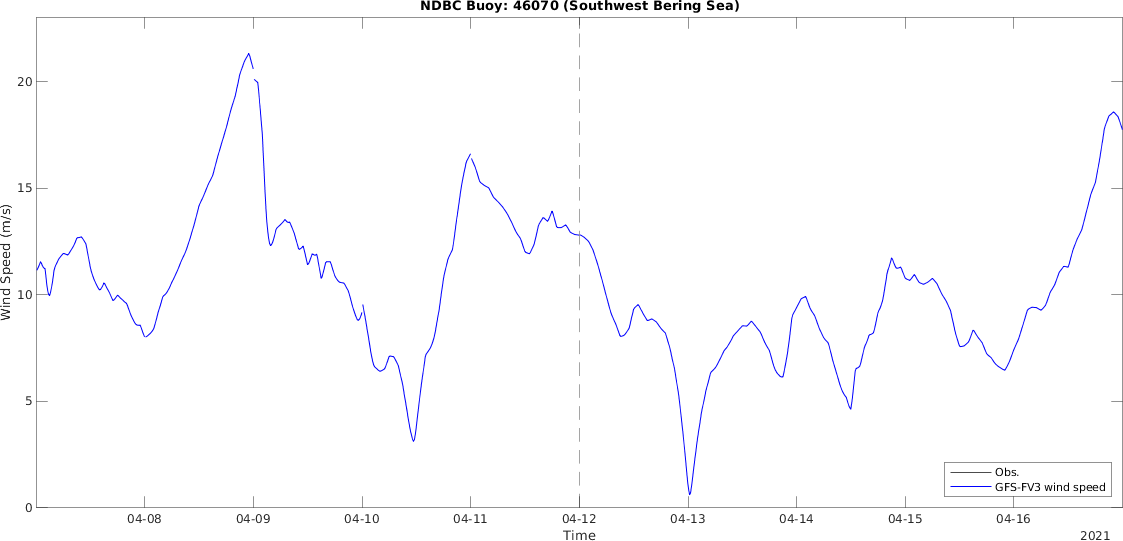 NDBC Buoy: 46070 (Southwest Bering Sea)
Wind Speed (m/s)
20
15
10
5
0
04-08 04-09 04-10 04-11 04-12 04-13 04-14 04-15 04-16
Time
2021
Obs.
GFS-FV3 wind speed